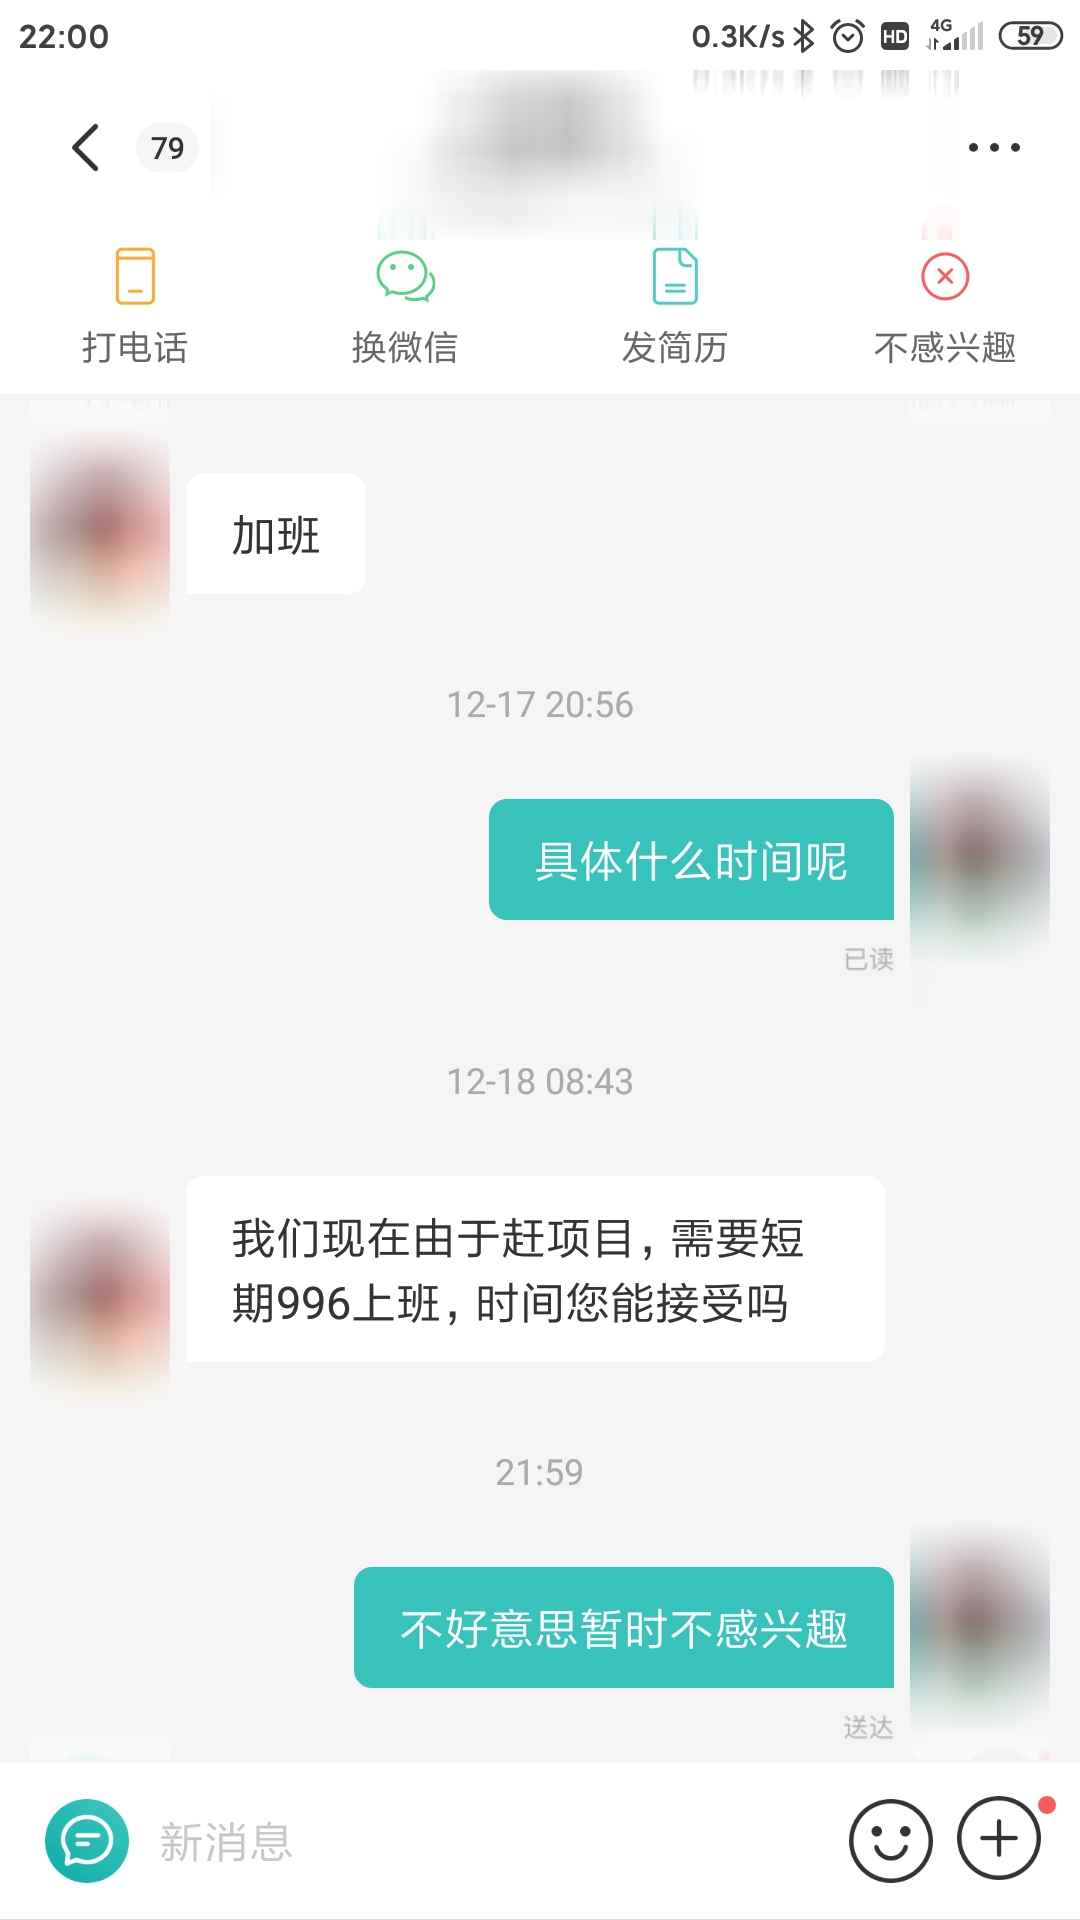 22:00 0.3K/s HD 4G 59
79
打电话 换微信 发简历 不感兴趣
加班
12-17 20:56
具体什么时间呢
已读
12-18 08:43
我们现在由于赶项目，需要短
期996上班，时间您能接受吗
21:59
不好意思暂时不感兴趣
送达
新消息